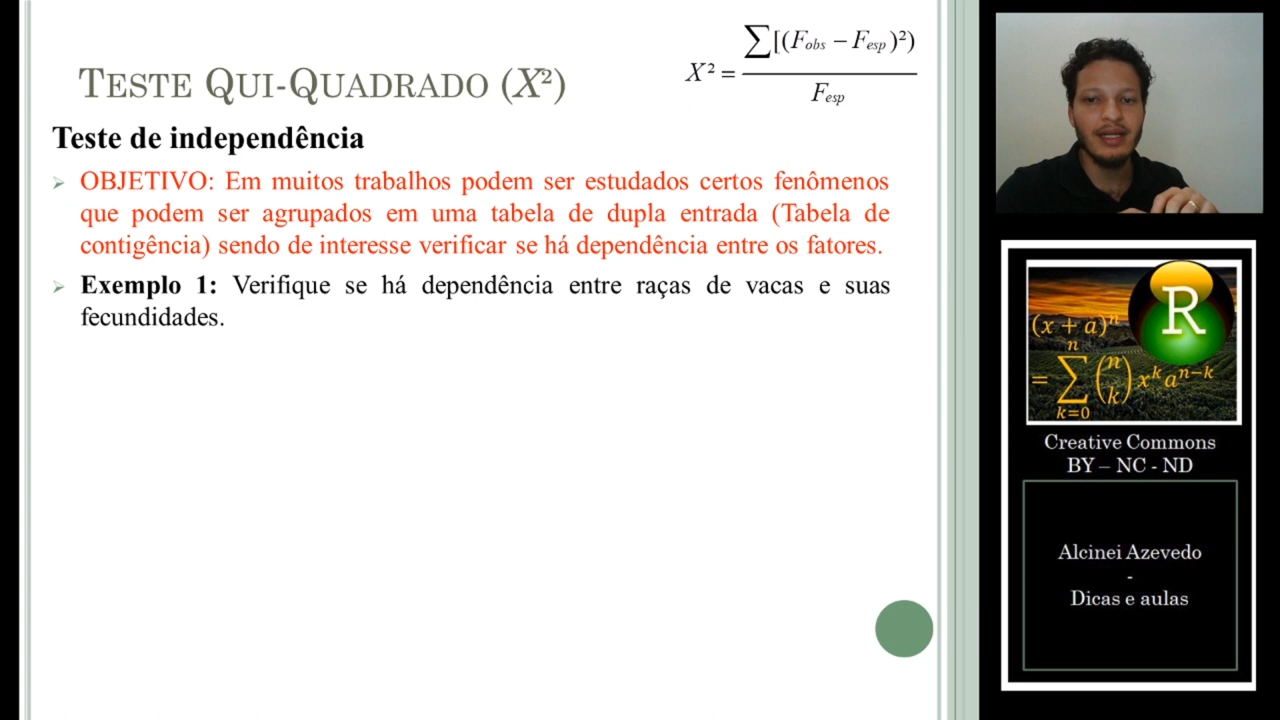 TESTE QUI-QUADRADO (X²)
X² = ∑[(Fobs − Fesp)²) / Fesp
Teste de independência
OBJETIVO: Em muitos trabalhos podem ser estudados certos fenômenos
que podem ser agrupados em uma tabela de dupla entrada (Tabela de
contigência) sendo de interesse verificar se há dependência entre os fatores.
Exemplo 1: Verifique se há dependência entre raças de vacas e suas
fecundidades.
R
(x + a)ⁿ
= ∑ⁿₖ₌₀ (n k) xᵏaⁿ⁻ᵏ
Creative Commons
BY – NC - ND
Alcinei Azevedo
-
Dicas e aulas